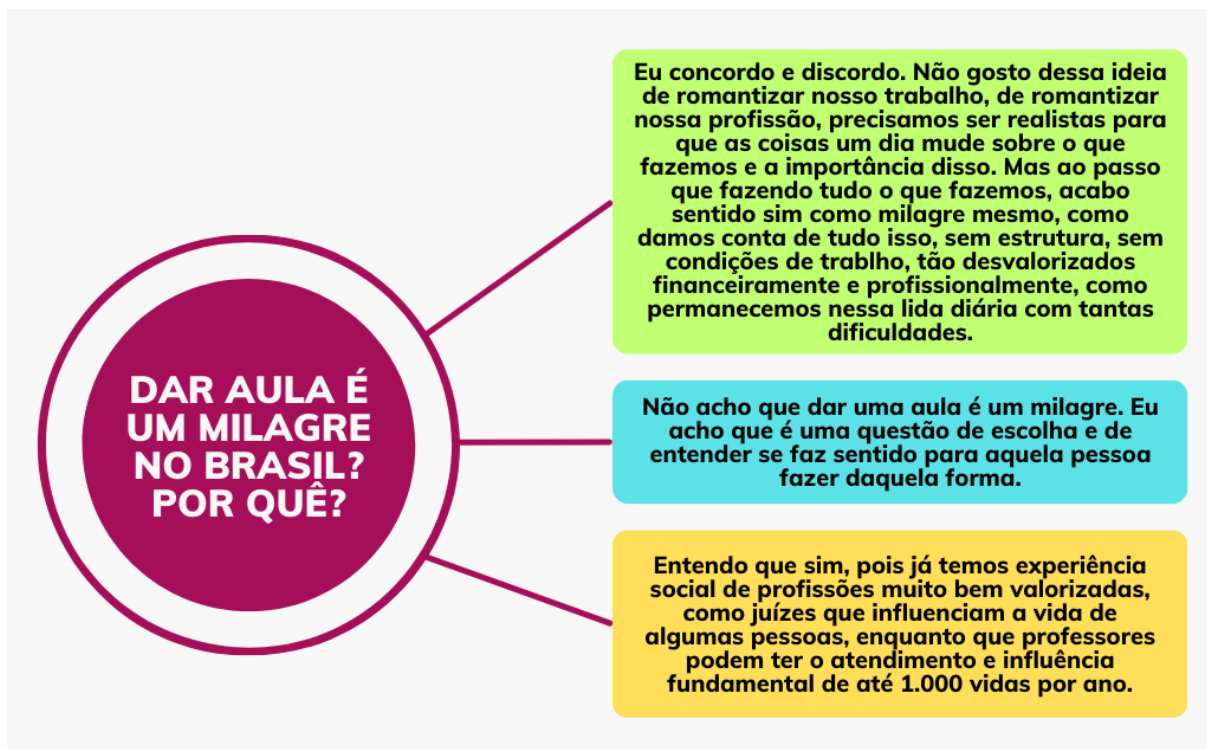 DAR AULA É
UM MILAGRE
NO BRASIL?
POR QUÊ?
Eu concordo e discordo. Não gosto dessa ideia
de romantizar nosso trabalho, de romantizar
nossa profissão, precisamos ser realistas para
que as coisas um dia mude sobre o que
fazemos e a importância disso. Mas ao passo
que fazendo tudo o que fazemos, acabo
sentido sim como milagre mesmo, como
damos conta de tudo isso, sem estrutura, sem
condições de trablho, tão desvalorizados
financeiramente e profissionalmente, como
permanecemos nessa lida diária com tantas
dificuldades.
Não acho que dar uma aula é um milagre. Eu
acho que é uma questão de escolha e de
entender se faz sentido para aquela pessoa
fazer daquela forma.
Entendo que sim, pois já temos experiência
social de profissões muito bem valorizadas,
como juízes que influenciam a vida de
algumas pessoas, enquanto que professores
podem ter o atendimento e influência
fundamental de até 1.000 vidas por ano.